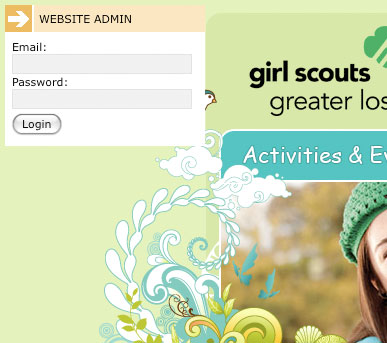 WEBSITE ADMIN
Email:
Password:
Login
girl scouts
greater los
Activities & Ev